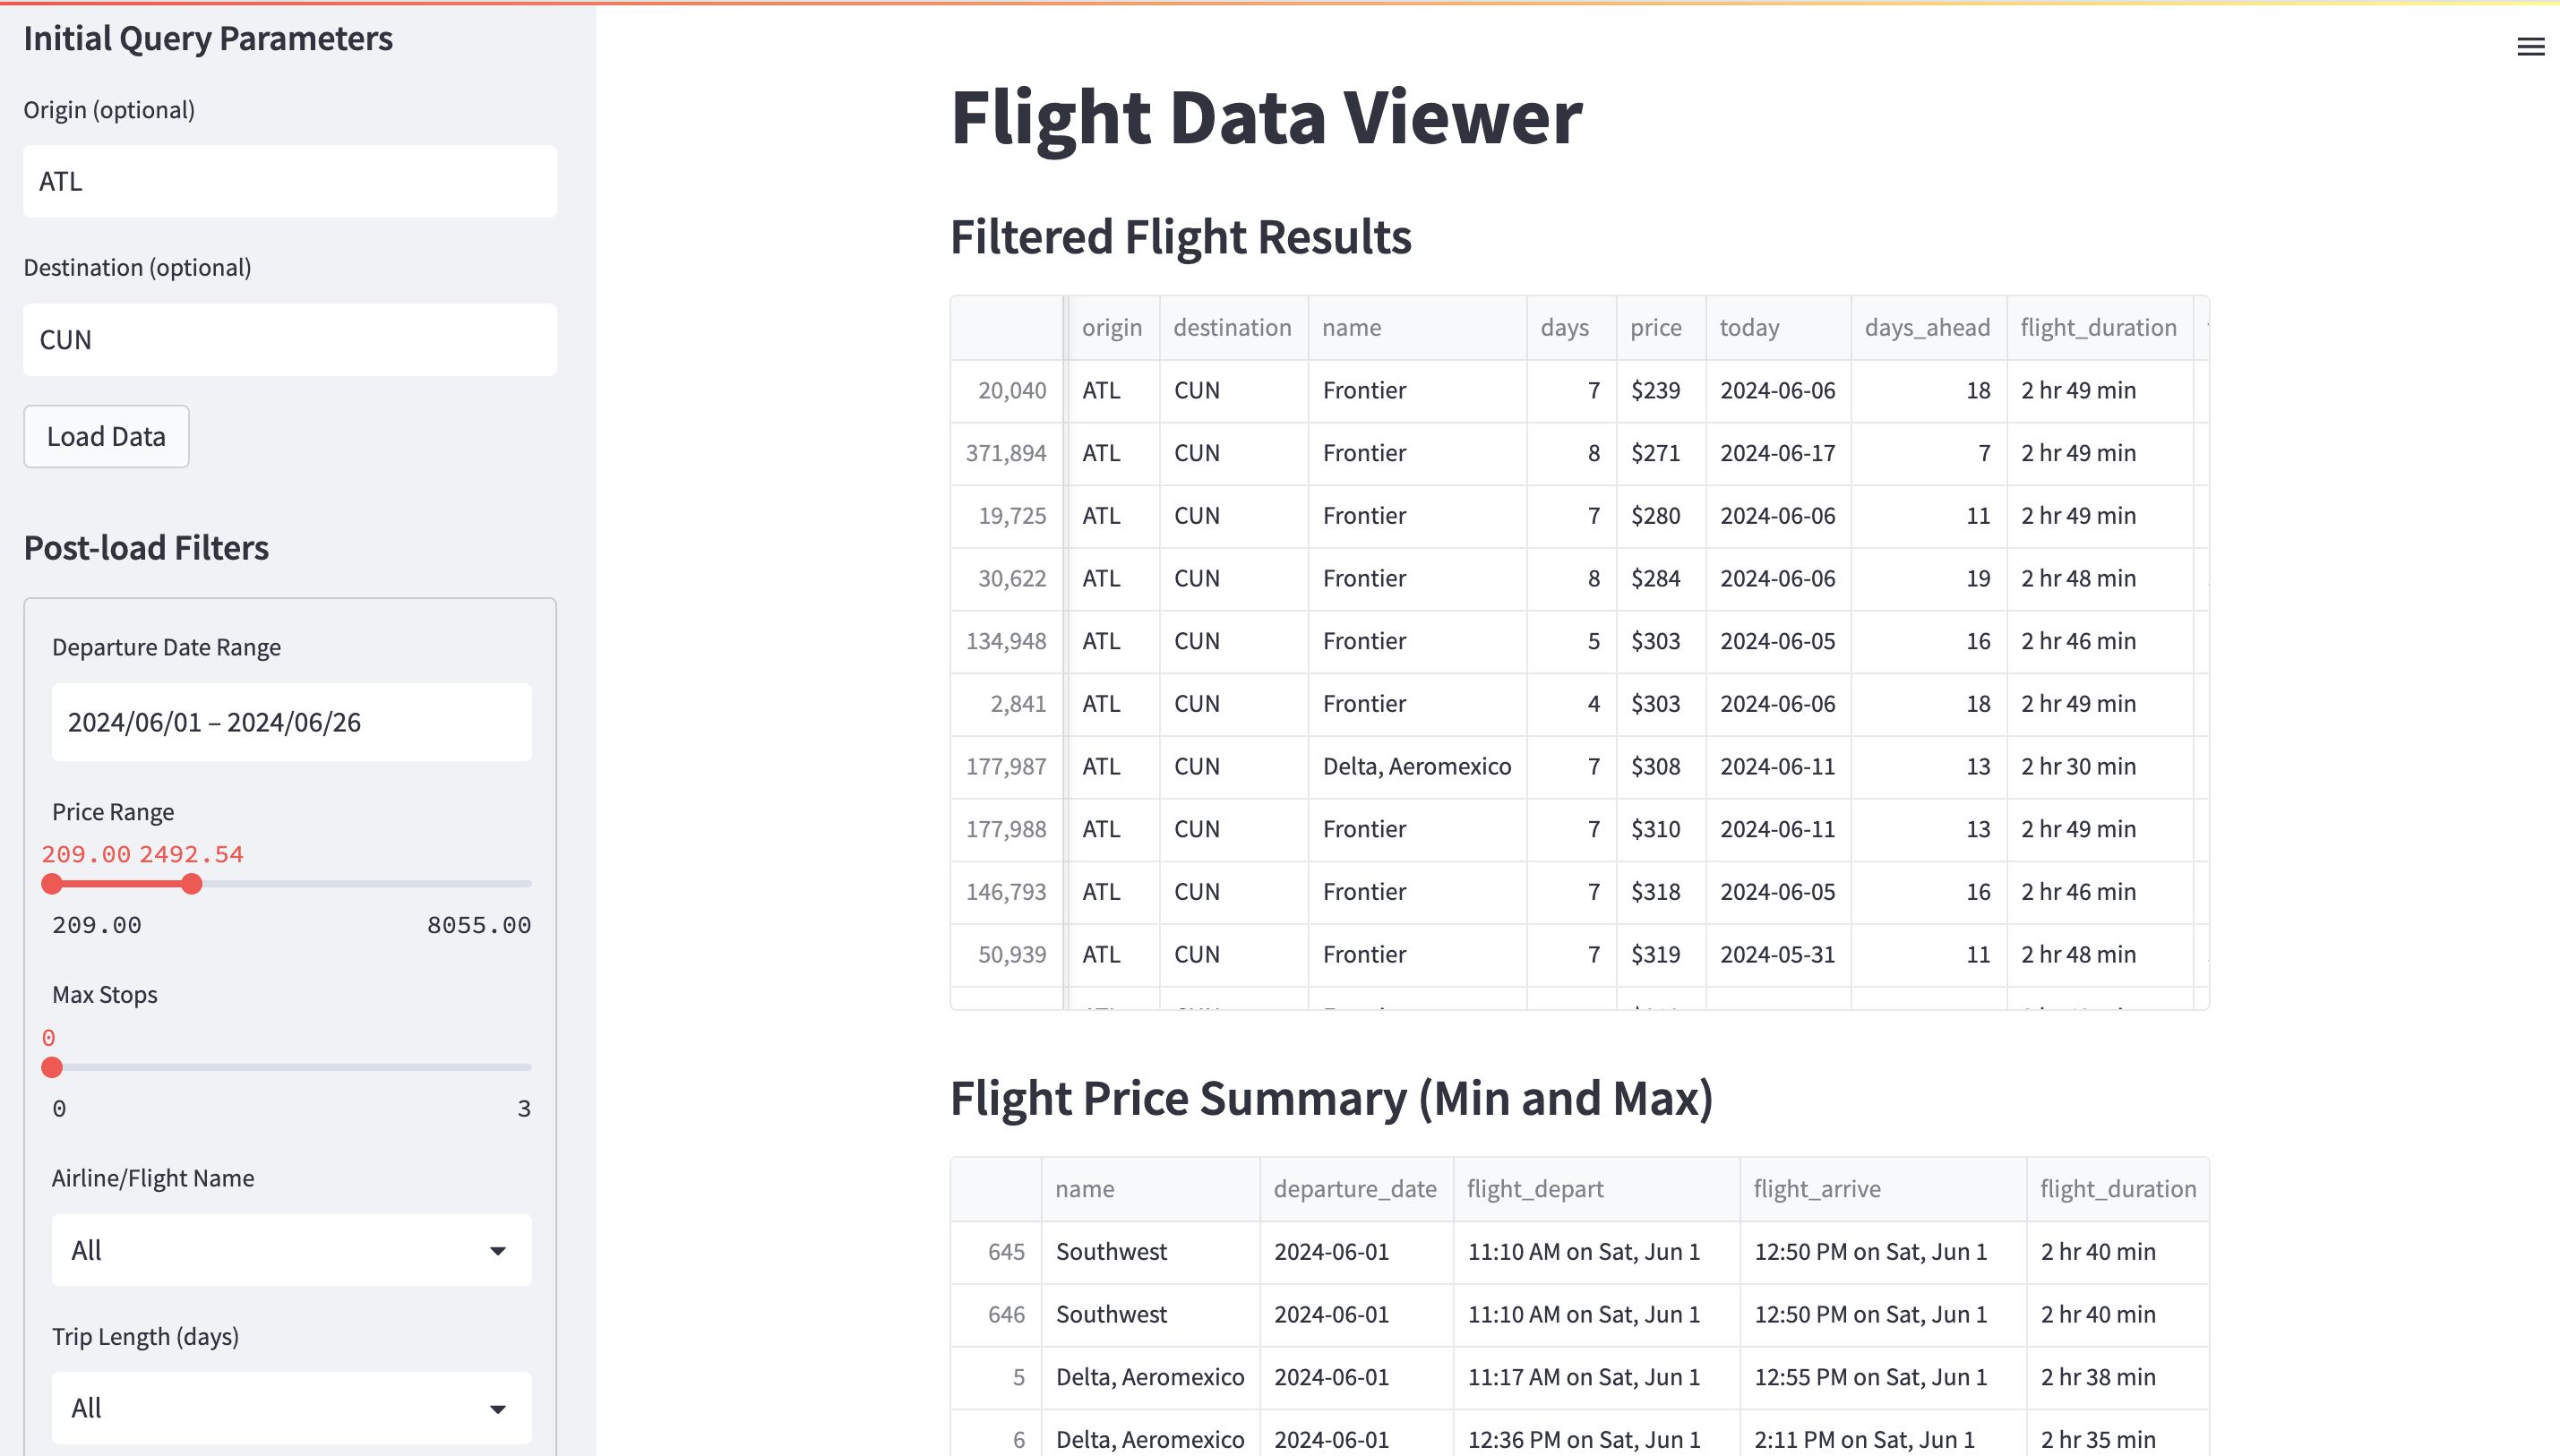 Initial Query Parameters
Origin (optional)
ATL
Destination (optional)
CUN
Load Data
Post-load Filters
Departure Date Range
2024/06/01 – 2024/06/26
Price Range
209.00 2492.54
209.00 8055.00
Max Stops
0
0 3
Airline/Flight Name
All
Trip Length (days)
All
Flight Data Viewer
Filtered Flight Results
origin destination name days price today days_ahead flight_duration
20,040 ATL CUN Frontier 7 $239 2024-06-06 18 2 hr 49 min
371,894 ATL CUN Frontier 8 $271 2024-06-17 7 2 hr 49 min
19,725 ATL CUN Frontier 7 $280 2024-06-06 11 2 hr 49 min
30,622 ATL CUN Frontier 8 $284 2024-06-06 19 2 hr 48 min
134,948 ATL CUN Frontier 5 $303 2024-06-05 16 2 hr 46 min
2,841 ATL CUN Frontier 4 $303 2024-06-06 18 2 hr 49 min
177,987 ATL CUN Delta, Aeromexico 7 $308 2024-06-11 13 2 hr 30 min
177,988 ATL CUN Frontier 7 $310 2024-06-11 13 2 hr 49 min
146,793 ATL CUN Frontier 7 $318 2024-06-05 16 2 hr 46 min
50,939 ATL CUN Frontier 7 $319 2024-05-31 11 2 hr 48 min
Flight Price Summary (Min and Max)
name departure_date flight_depart flight_arrive flight_duration
645 Southwest 2024-06-01 11:10 AM on Sat, Jun 1 12:50 PM on Sat, Jun 1 2 hr 40 min
646 Southwest 2024-06-01 11:10 AM on Sat, Jun 1 12:50 PM on Sat, Jun 1 2 hr 40 min
5 Delta, Aeromexico 2024-06-01 11:17 AM on Sat, Jun 1 12:55 PM on Sat, Jun 1 2 hr 38 min
6 Delta, Aeromexico 2024-06-01 12:36 PM on Sat, Jun 1 2:11 PM on Sat, Jun 1 2 hr 35 min